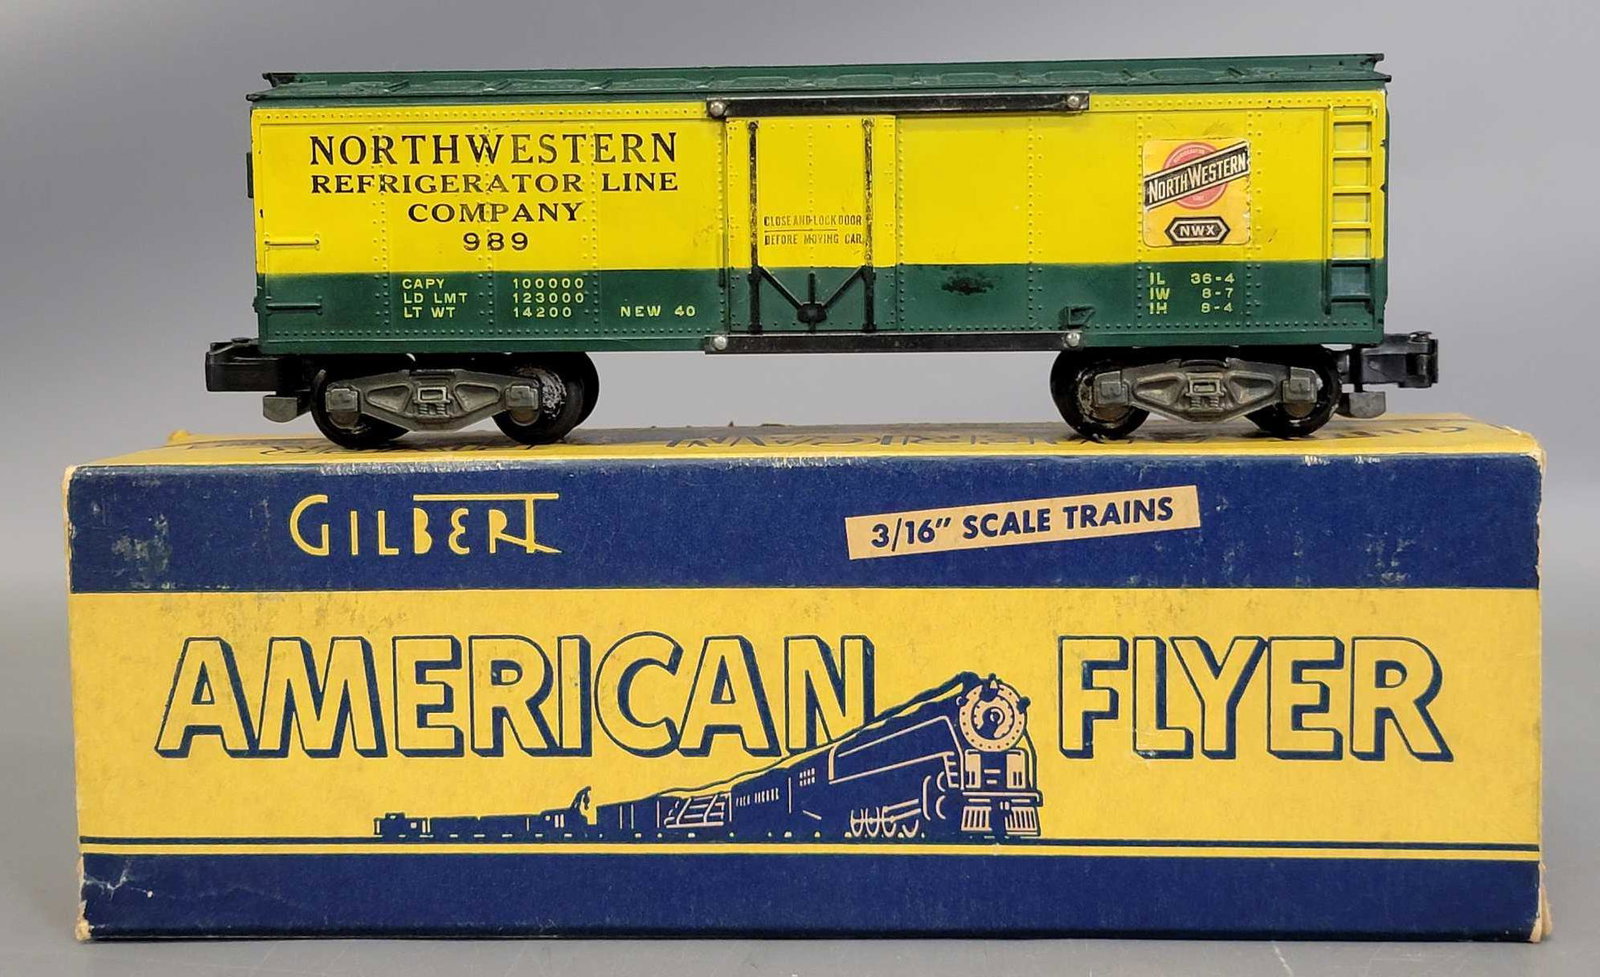 NORTHWESTERN
REFRIGERATOR LINE
COMPANY
989
CAPY 100000
LD LMT 123000
LT WT 14200 NEW 40
CLOSE AND LOCK DOOR
BEFORE MOVING CAR
NORTH WESTERN
NWX
IL 36-4
IW 8-7
IH 8-4
GILBERT
3/16" SCALE TRAINS
AMERICAN FLYER